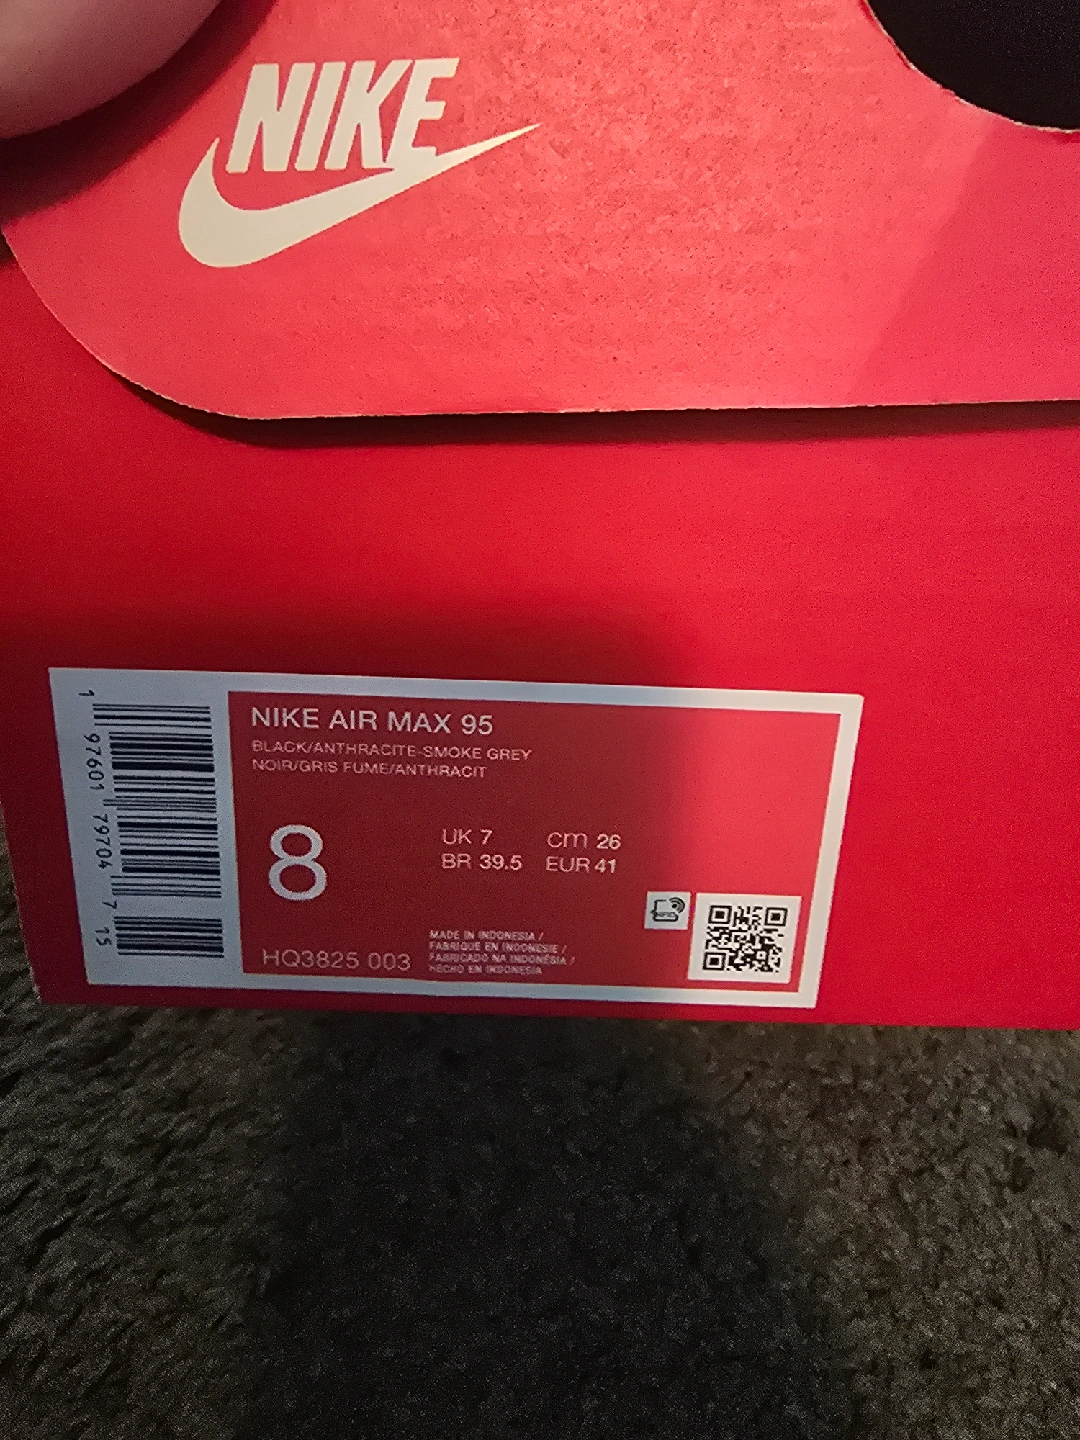 NIKE
NIKE AIR MAX 95
BLACK/ANTHRACITE-SMOKE GREY
NOIR/GRIS FUME/ANTHRACIT
8
UK 7 cm 26
BR 39.5 EUR 41
HQ3825 003
MADE IN INDONESIA /
FABRIQUE EN INDONESIE /
FABRICADO NA INDONÉSIA /
HECHO EN INDONESIA
1 97601 79704 7 15